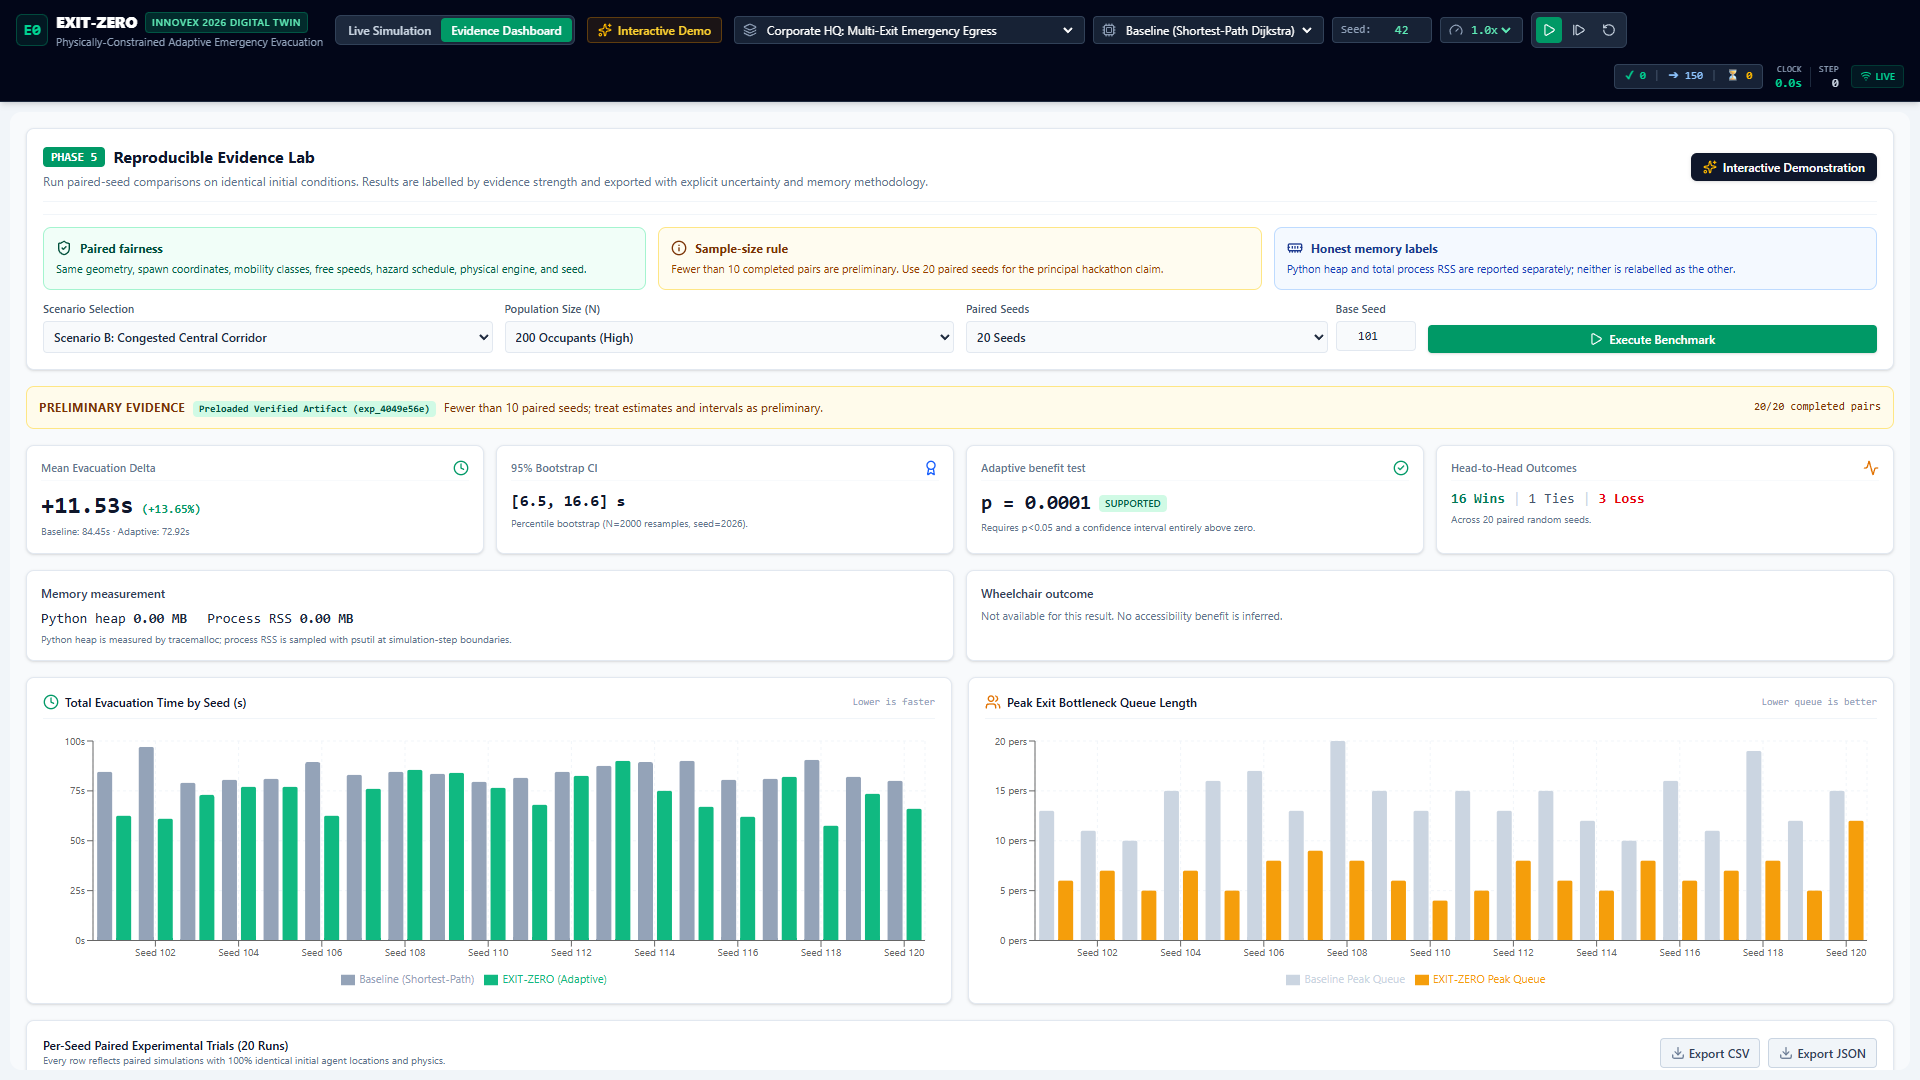 E0
EXIT-ZERO
INNOVEX 2026 DIGITAL TWIN
Physically-Constrained Adaptive Emergency Evacuation
Live Simulation
Evidence Dashboard
Interactive Demo
Corporate HQ: Multi-Exit Emergency Egress
Baseline (Shortest-Path Dijkstra)
Seed: 42
1.0x
✓ 0 | → 150 | ⏳ 0
CLOCK
0.0s
STEP
0
LIVE
PHASE 5
Reproducible Evidence Lab
Run paired-seed comparisons on identical initial conditions. Results are labelled by evidence strength and exported with explicit uncertainty and memory methodology.
Interactive Demonstration
Paired fairness
Same geometry, spawn coordinates, mobility classes, free speeds, hazard schedule, physical engine, and seed.
Sample-size rule
Fewer than 10 completed pairs are preliminary. Use 20 paired seeds for the principal hackathon claim.
Honest memory labels
Python heap and total process RSS are reported separately; neither is relabelled as the other.
Scenario Selection
Scenario B: Congested Central Corridor
Population Size (N)
200 Occupants (High)
Paired Seeds
20 Seeds
Base Seed
101
Execute Benchmark
PRELIMINARY EVIDENCE
Preloaded Verified Artifact (exp_4049e56e)
Fewer than 10 paired seeds; treat estimates and intervals as preliminary.
20/20 completed pairs
Mean Evacuation Delta
+11.53s (+13.65%)
Baseline: 84.45s · Adaptive: 72.92s
95% Bootstrap CI
[6.5, 16.6] s
Percentile bootstrap (N=2000 resamples, seed=2026).
Adaptive benefit test
p = 0.0001 SUPPORTED
Requires p<0.05 and a confidence interval entirely above zero.
Head-to-Head Outcomes
16 Wins | 1 Ties | 3 Loss
Across 20 paired random seeds.
Memory measurement
Python heap 0.00 MB Process RSS 0.00 MB
Python heap is measured by tracemalloc; process RSS is sampled with psutil at simulation-step boundaries.
Wheelchair outcome
Not available for this result. No accessibility benefit is inferred.
Total Evacuation Time by Seed (s)
Lower is faster
100s
75s
50s
25s
0s
Seed 102 Seed 104 Seed 106 Seed 108 Seed 110 Seed 112 Seed 114 Seed 116 Seed 118 Seed 120
Baseline (Shortest-Path) EXIT-ZERO (Adaptive)
Peak Exit Bottleneck Queue Length
Lower queue is better
20 pers
15 pers
10 pers
5 pers
0 pers
Seed 102 Seed 104 Seed 106 Seed 108 Seed 110 Seed 112 Seed 114 Seed 116 Seed 118 Seed 120
Baseline Peak Queue EXIT-ZERO Peak Queue
Per-Seed Paired Experimental Trials (20 Runs)
Every row reflects paired simulations with 100% identical initial agent locations and physics.
Export CSV
Export JSON